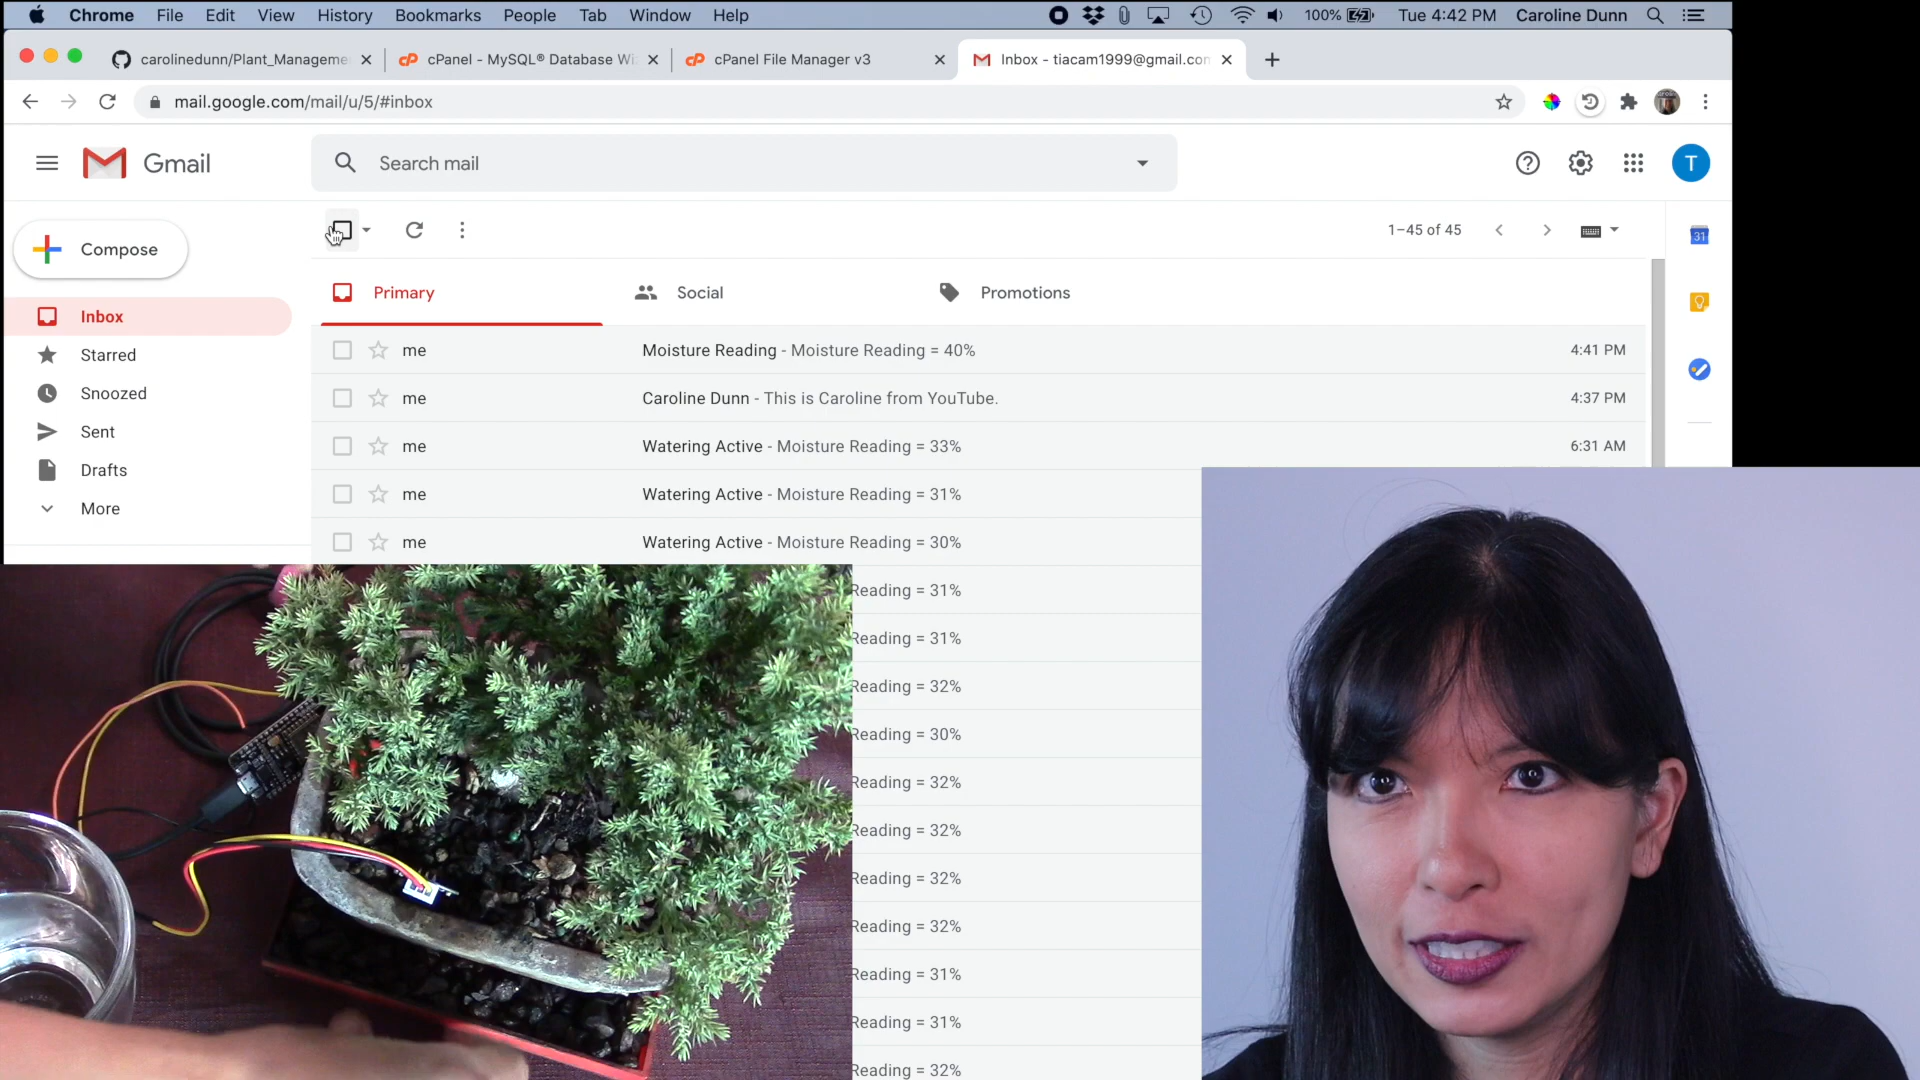 Chrome File Edit View History Bookmarks People Tab Window Help 100% Tue 4:42 PM Caroline Dunn
carolinedunn/Plant_Manageme cPanel - MySQL® Database Wi cPanel File Manager v3 Inbox - tiacam1999@gmail.con
mail.google.com/mail/u/5/#inbox
Gmail Search mail T
Compose 1–45 of 45 31
Primary Social Promotions
Inbox
Starred
Snoozed
Sent
Drafts
More
me Moisture Reading - Moisture Reading = 40% 4:41 PM
me Caroline Dunn - This is Caroline from YouTube. 4:37 PM
me Watering Active - Moisture Reading = 33% 6:31 AM
me Watering Active - Moisture Reading = 31%
me Watering Active - Moisture Reading = 30%
Reading = 31%
Reading = 31%
Reading = 32%
Reading = 30%
Reading = 32%
Reading = 32%
Reading = 32%
Reading = 32%
Reading = 31%
Reading = 31%
Reading = 32%